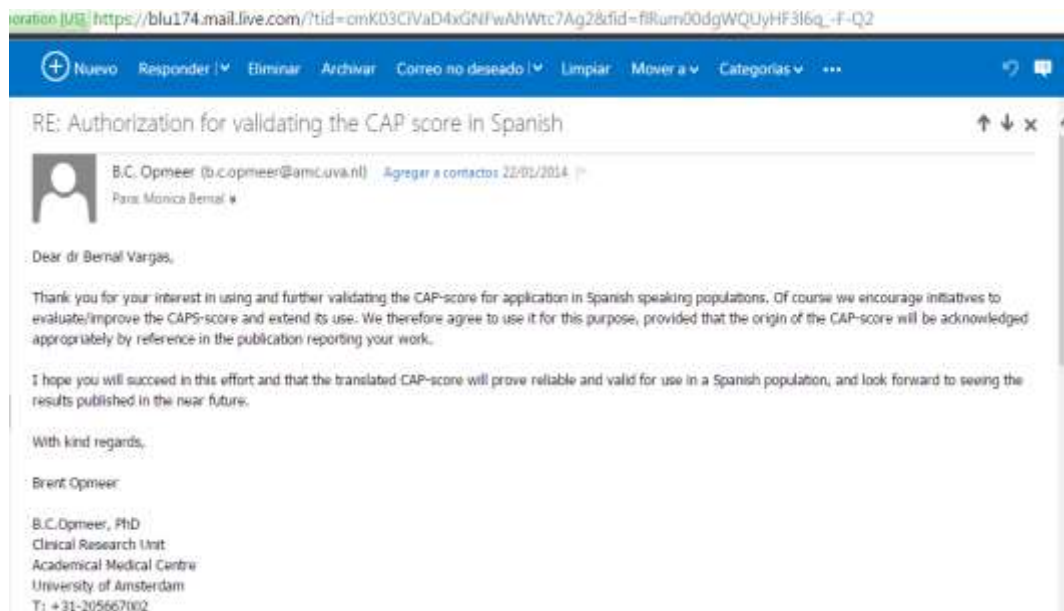 oration [US] https://blu174.mail.live.com/?tid=
Nuevo Responder Eliminar Archivar Correo no deseado Limpiar Mover a Categorías •••
RE: Authorization for validating the CAP score in Spanish
B.C. Opmeer (b.c.opmeer@amc.uva.nl) Agregar a contactos 22/01/2014
Para: Monica Bernal
Dear dr Bernal Vargas,
Thank you for your interest in using and further validating the CAP-score for application in Spanish speaking populations. Of course we encourage initiatives to
evaluate/improve the CAPS-score and extend its use. We therefore agree to use it for this purpose, provided that the origin of the CAP-score will be acknowledged
appropriately by reference in the publication reporting your work.
I hope you will succeed in this effort and that the translated CAP-score will prove reliable and valid for use in a Spanish population, and look forward to seeing the
results published in the near future.
With kind regards,
Brent Opmeer
B.C.Opmeer, PhD
Clinical Research Unit
Academical Medical Centre
University of Amsterdam
T: +31-205667002